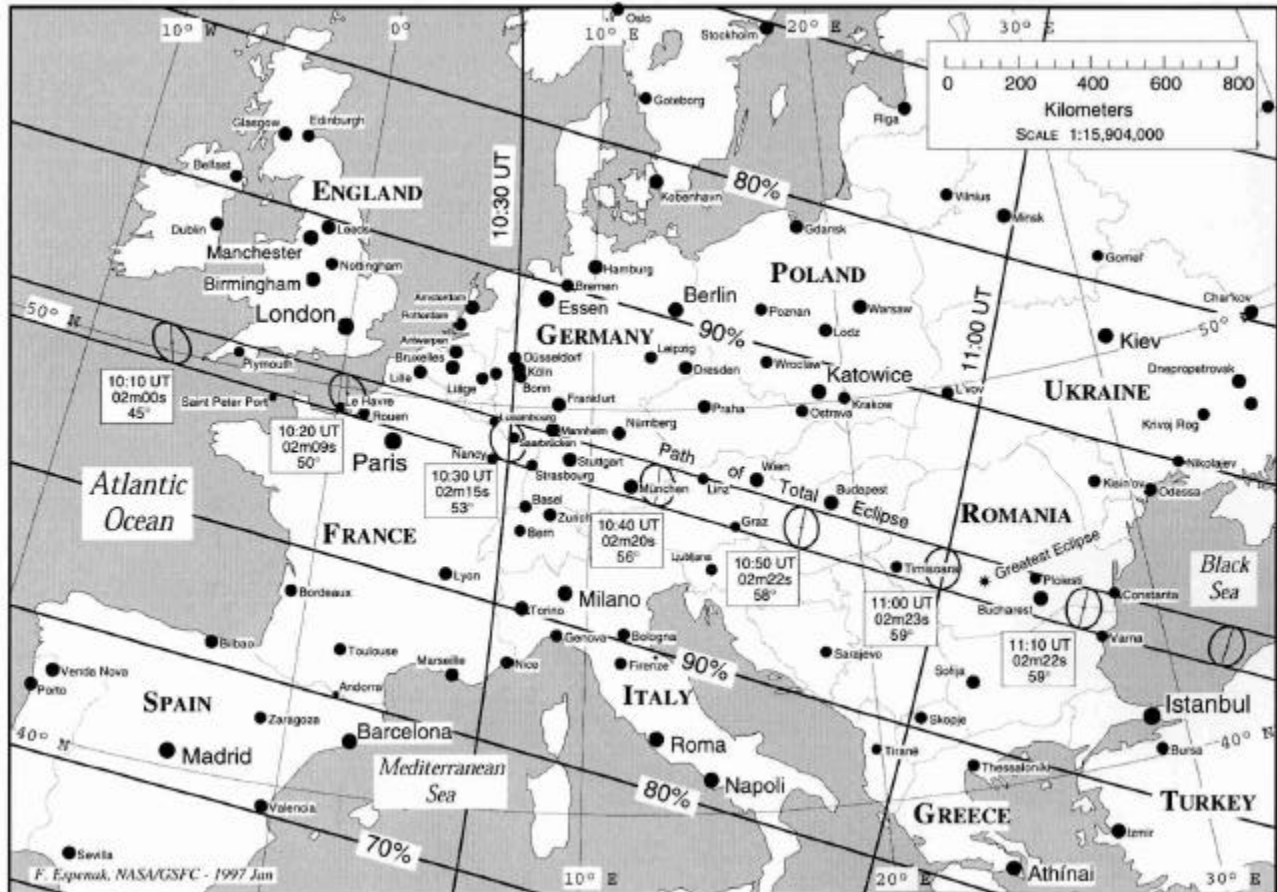 10° W
0°
10° E
20° E
30° E
Oslo
Stockholm
0 200 400 600 800
Kilometers
SCALE 1:15,904,000
Goteborg
Riga
Glasgow
Edinburgh
Belfast
ENGLAND
10:30 UT
80%
Kobenhavn
Vilnius
Minsk
Dublin
Leeds
Manchester
Gdansk
Nottingham
Birmingham
Hamburg
Bremen
POLAND
Gomel'
Amsterdam
Essen
Berlin
90%
Poznan
Warsaw
Char'kov
50° N
London
Rotterdam
GERMANY
Lodz
11:00 UT
Kiev
50°
Antwerpen
Plymouth
Bruxelles
Düsseldorf
Leipzig
Wroclaw
Lille
Liège
Köln
Dresden
Katowice
L'vov
UKRAINE
Dnepropetrovsk
Bonn
10:10 UT
02m00s
45°
Saint Peter Port
Le Havre
Rouen
Frankfurt
Praha
Ostrava
Krakow
Krivoj Rog
10:20 UT
02m09s
50°
Luxembourg
Mannheim
Nürnberg
Paris
Saarbrücken
Nancy
Stuttgart
Path of Total Eclipse
Wien
Nikolajev
10:30 UT
02m15s
53°
Strasbourg
München
Linz
Budapest
Kisin'ov
Odessa
Atlantic
Ocean
Basel
Zurich
Bern
FRANCE
10:40 UT
02m20s
56°
Graz
ROMANIA
Ljubljana
10:50 UT
02m22s
58°
Timisoara
Greatest Eclipse
Black
Sea
Lyon
Ploiesti
Constanta
Bordeaux
Milano
Bucharest
11:00 UT
02m23s
59°
Torino
Bilbao
Genova
Bologna
Varna
11:10 UT
02m22s
59°
Toulouse
Marseille
Nice
Firenze
90%
Sarajevo
Sofija
Venda Nova
Porto
Andorra
SPAIN
ITALY
Zaragoza
Skopje
Istanbul
Barcelona
Madrid
Roma
Tiranë
Bursa
40° N
40° N
Mediterranean
Sea
Napoli
Thessaloniki
80%
Valencia
GREECE
TURKEY
70%
Izmir
Sevilla
Athínai
F. Espenak, NASA/GSFC - 1997 Jan
10° E
20° E
30° E